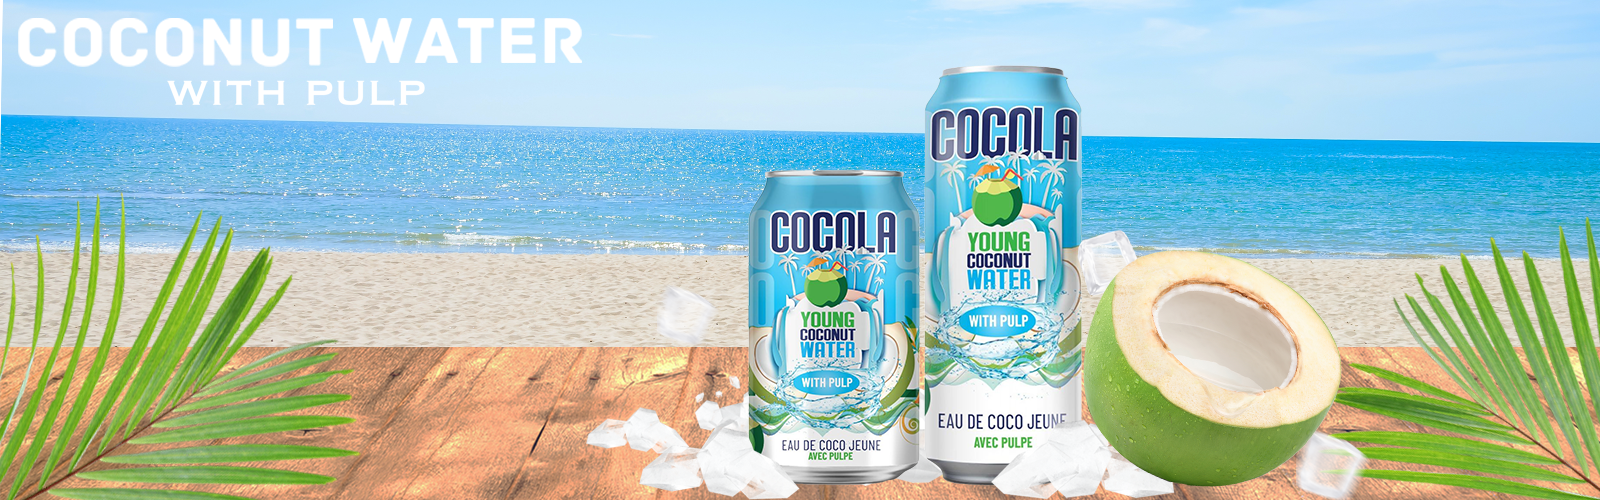 COCONUT WATER
WITH PULP
COCOLA
YOUNG
COCONUT
WATER
WITH PULP
EAU DE COCO JEUNE
AVEC PULPE
COCOLA
YOUNG
COCONUT
WATER
WITH PULP
EAU DE COCO JEUNE
AVEC PULPE